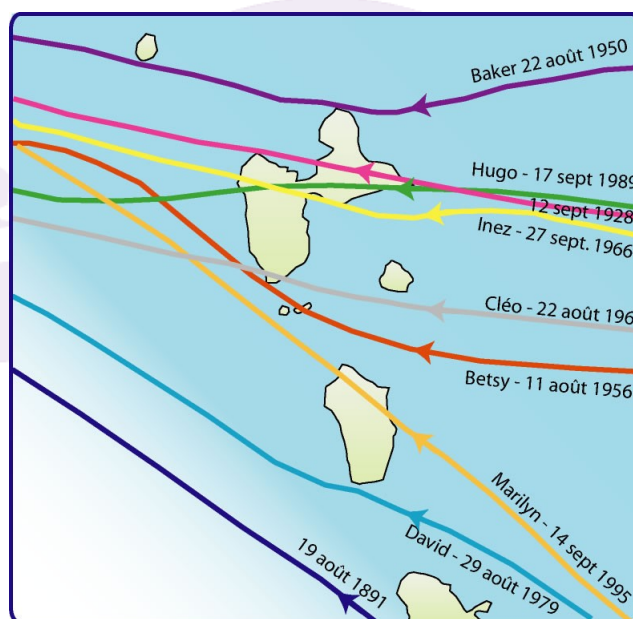 Baker 22 août 1950
Hugo - 17 sept 1989
12 sept 1928
Inez - 27 sept. 1966
Cléo - 22 août 196
Betsy - 11 août 1956
Marilyn - 14 sept 1995
David - 29 août 1979
19 août 1891